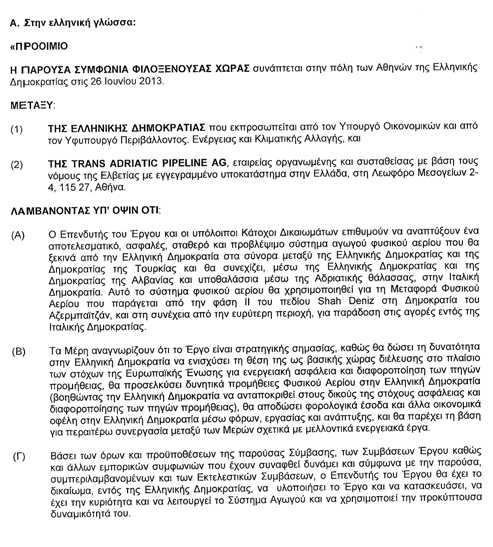 Α. Στην ελληνική γλώσσα:
«ΠΡΟΟΙΜΙΟ
Η ΠΑΡΟΥΣΑ ΣΥΜΦΩΝΙΑ ΦΙΛΟΞΕΝΟΥΣΑΣ ΧΩΡΑΣ συνάπτεται στην πόλη των Αθηνών της Ελληνικής
Δημοκρατίας στις 26 Ιουνίου 2013.
ΜΕΤΑΞΥ:
(1) ΤΗΣ ΕΛΛΗΝΙΚΗΣ ΔΗΜΟΚΡΑΤΙΑΣ που εκπροσωπείται από τον Υπουργό Οικονομικών και από
τον Υφυπουργό Περιβάλλοντος. Ενέργειας και Κλιματικής Αλλαγής, και
(2) ΤΗΣ TRANS ADRIATIC PIPELINE AG, εταιρείας οργανωμένης και συσταθείσας με βάση τους
νόμους της Ελβετίας με εγγεγραμμένο υποκατάστημα στην Ελλάδα, στη Λεωφόρο Μεσογείων 2-
4, 115 27, Αθήνα.
ΛΑΜΒΑΝΟΝΤΑΣ ΥΠ' ΟΨΙΝ ΟΤΙ:
(Α) Ο Επενδυτής του Έργου και οι υπόλοιποι Κάτοχοι Δικαιωμάτων επιθυμούν να αναπτύξουν ένα
αποτελεσματικό, ασφαλές, σταθερό και προβλέψιμο σύστημα αγωγού φυσικού αερίου που θα
ξεκινά από την Ελληνική Δημοκρατία στα σύνορα μεταξύ της Ελληνικής Δημοκρατίας και της
Δημοκρατίας της Τουρκίας και θα συνεχίζει, μέσω της Ελληνικής Δημοκρατίας και της
Δημοκρατίας της Αλβανίας και υποθαλάσσια μέσω της Αδριατικής θάλασσας, στην Ιταλική
Δημοκρατία. Αυτό το σύστημα φυσικού αερίου θα χρησιμοποιηθεί για τη Μεταφορά Φυσικού
Αερίου που παράγεται από την φάση ΙΙ του πεδίου Shah Deniz στη Δημοκρατία του
Αζερμπαϊτζάν, και στη συνέχεια από την ευρύτερη περιοχή, για παράδοση στις αγορές εντός της
Ιταλικής Δημοκρατίας.
(Β) Τα Μέρη αναγνωρίζουν ότι το Έργο είναι στρατηγικής σημασίας, καθώς θα δώσει τη δυνατότητα
στην Ελληνική Δημοκρατία να ενισχύσει τη θέση της ως βασικής χώρας διέλευσης στο πλαίσιο
των στόχων της Ευρωπαϊκής Ένωσης για ενεργειακή ασφάλεια και διαφοροποίηση των πηγών
προμήθειας, θα προσελκύσει δυνητικά προμήθειες Φυσικού Αερίου στην Ελληνική Δημοκρατία
(βοηθώντας την Ελληνική Δημοκρατία να ανταποκριθεί στους δικούς της στόχους ασφάλειας και
διαφοροποίησης των πηγών προμήθειας), θα αποδώσει φορολογικά έσοδα και άλλα οικονομικά
οφέλη στην Ελληνική Δημοκρατία μέσω φόρων, εργασίας και ανάπτυξης, και θα παρέχει τη βάση
για περαιτέρω συνεργασία μεταξύ των Μερών σχετικά με μελλοντικά ενεργειακά έργα.
(Γ) Βάσει των όρων και προϋποθέσεων της παρούσας Σύμβασης, των Συμβάσεων Έργου καθώς
και άλλων εμπορικών συμφωνιών που έχουν συναφθεί δυνάμει και σύμφωνα με την παρούσα,
συμπεριλαμβανομένων και των Εκτελεστικών Συμβάσεων, ο Επενδυτής του Έργου θα έχει το
δικαίωμα, εντός της Ελληνικής Δημοκρατίας, να υλοποιήσει το Έργο και να κατασκευάσει, να
έχει την κυριότητα και να λειτουργεί το Σύστημα Αγωγού και να χρησιμοποιεί την προκύπτουσα
δυναμικότητά του.